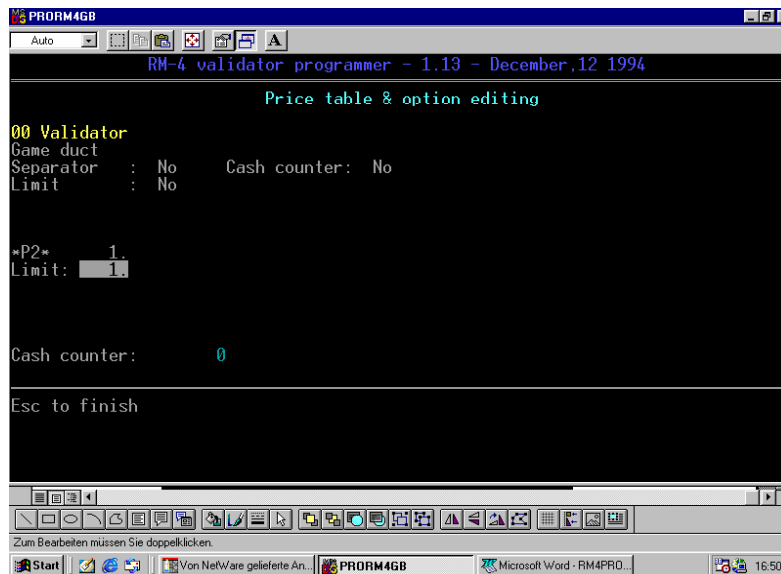 PRORM4GB
Auto
A
RM-4 validator programmer - 1.13 - December,12 1994
Price table & option editing
00 Validator
Game duct
Separator : No Cash counter: No
Limit : No
*P2* 1.
Limit: 1.
Cash counter: 0
Esc to finish
Zum Bearbeiten müssen Sie doppelklicken.
Start Von NetWare gelieferte An... PRORM4GB Microsoft Word - RM4PRO... 16:50